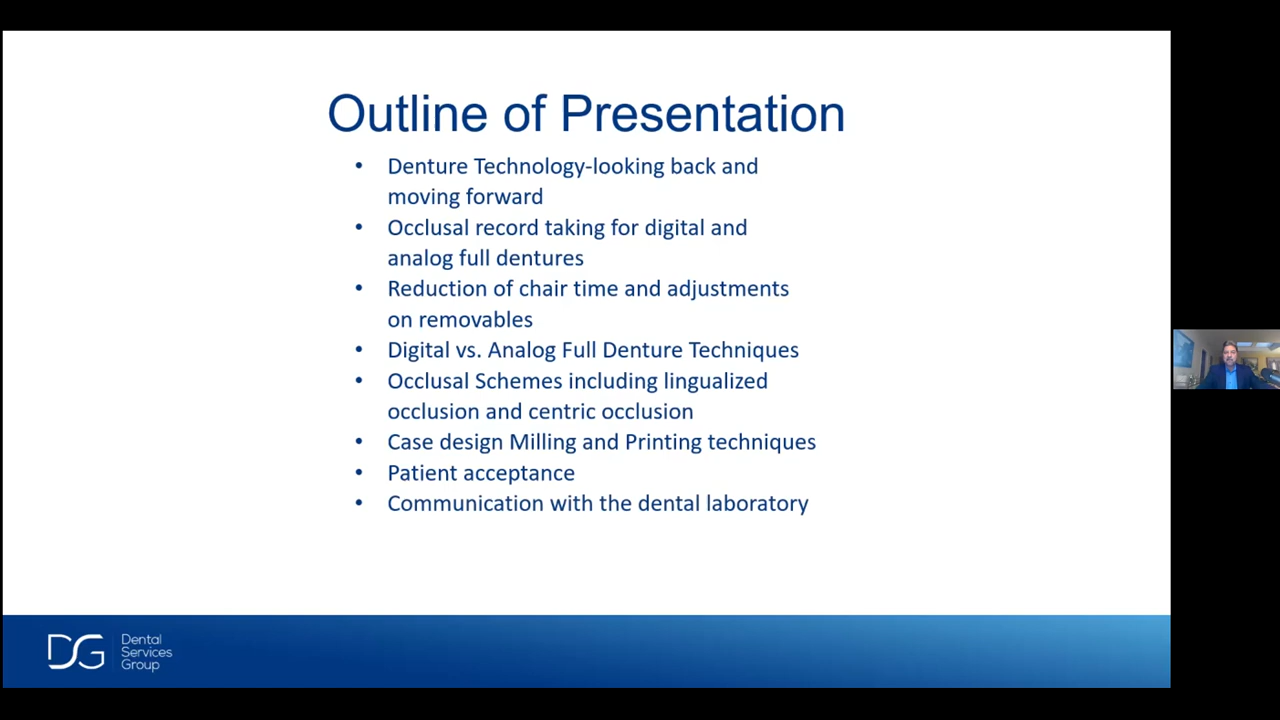 Outline of Presentation
• Denture Technology-looking back and
moving forward
• Occlusal record taking for digital and
analog full dentures
• Reduction of chair time and adjustments
on removables
• Digital vs. Analog Full Denture Techniques
• Occlusal Schemes including lingualized
occlusion and centric occlusion
• Case design Milling and Printing techniques
• Patient acceptance
• Communication with the dental laboratory
DSG
Dental
Services
Group